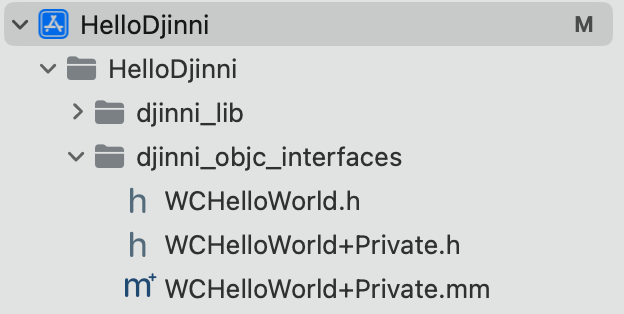 HelloDjinni M
HelloDjinni
djinni_lib
djinni_objc_interfaces
h WCHelloWorld.h
h WCHelloWorld+Private.h
m+ WCHelloWorld+Private.mm